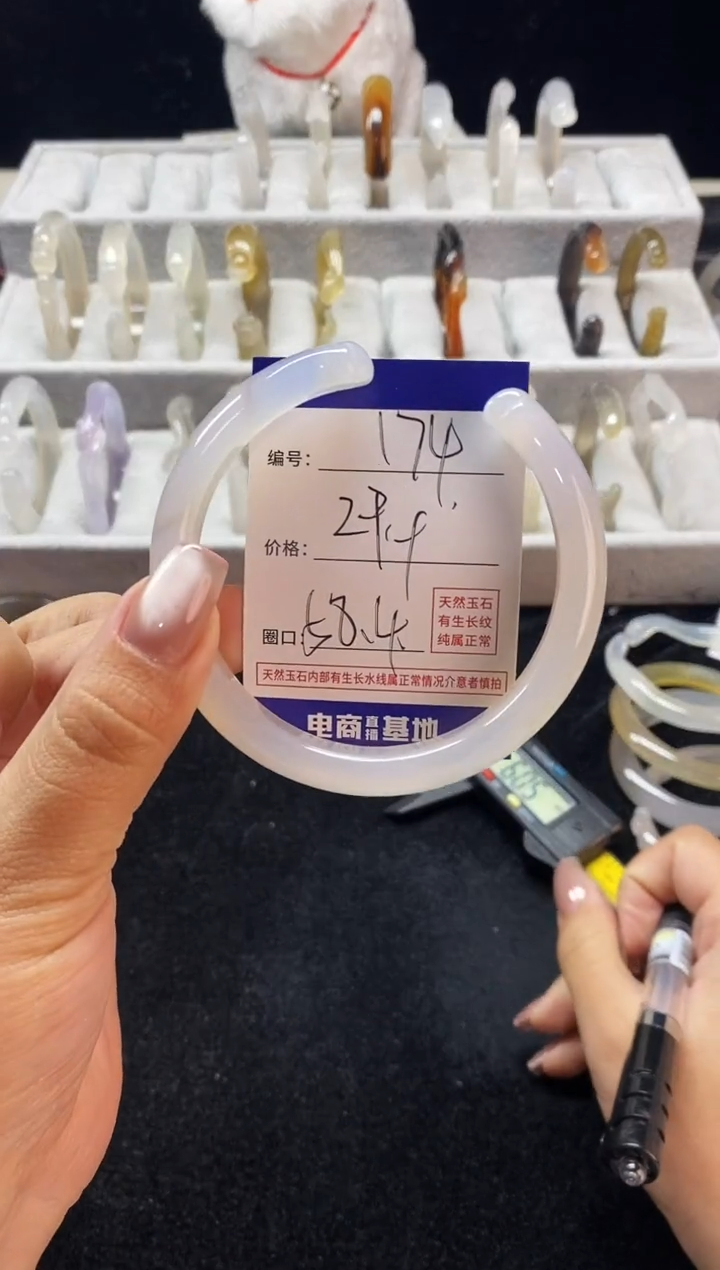 编号： 174
价格：
圈口： 58.4
天然玉石
有生长纹
纯属正常
天然玉石内部有生长水线属正常情况介意者慎拍
电商直播基地